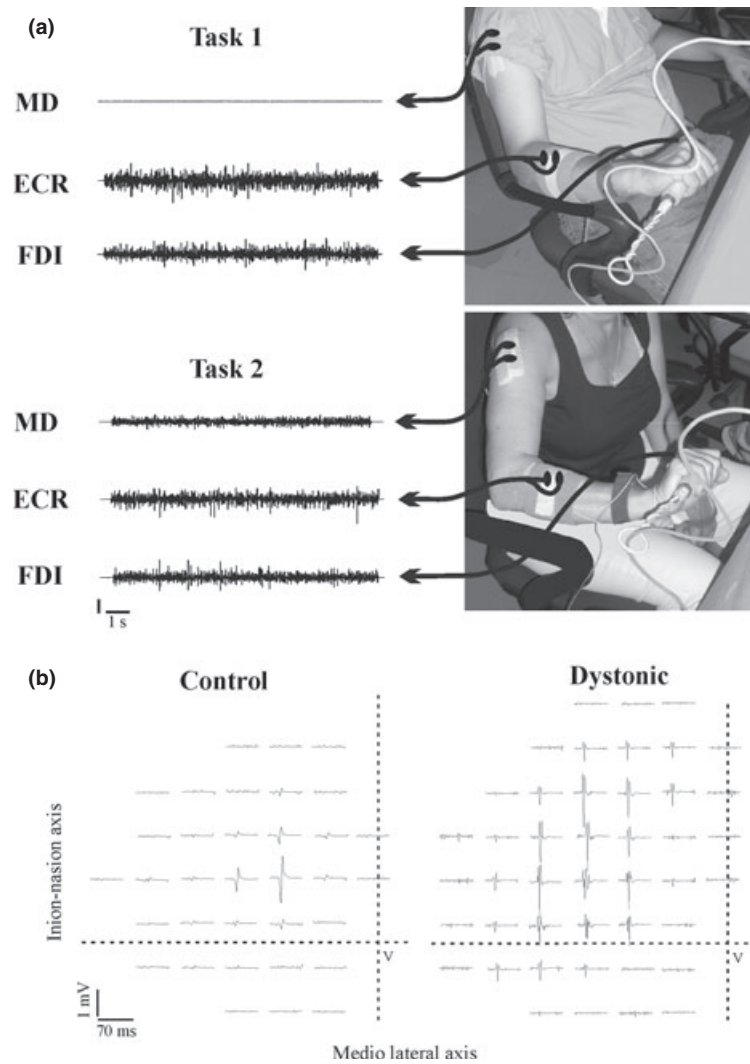 (a)
Task 1
MD
ECR
FDI
Task 2
MD
ECR
FDI
1 s
(b)
Control
Dystonic
Inion-nasion axis
V
V
1 mV
70 ms
Medio lateral axis